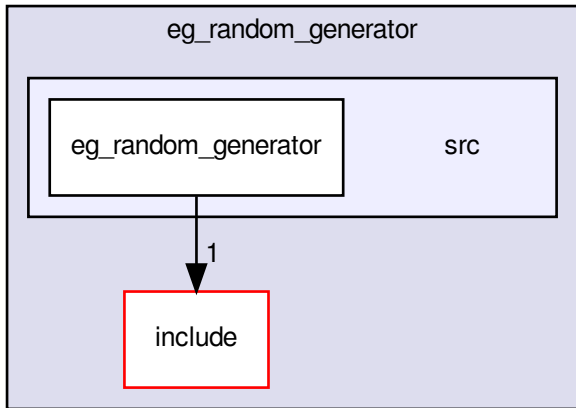 eg_random_generator
eg_random_generator
src
1
include